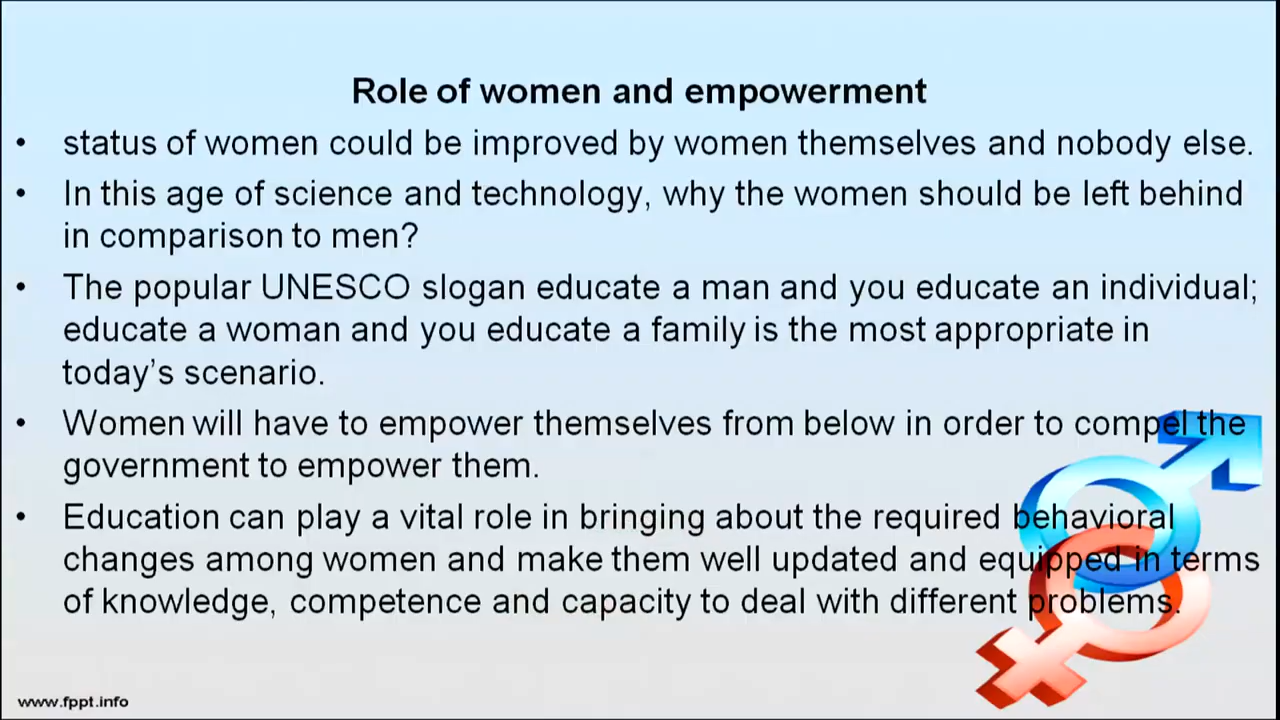 Role of women and empowerment
• status of women could be improved by women themselves and nobody else.
• In this age of science and technology, why the women should be left behind
in comparison to men?
• The popular UNESCO slogan educate a man and you educate an individual;
educate a woman and you educate a family is the most appropriate in
today’s scenario.
• Women will have to empower themselves from below in order to compel the
government to empower them.
• Education can play a vital role in bringing about the required behavioral
changes among women and make them well updated and equipped in terms
of knowledge, competence and capacity to deal with different problems.
www.fppt.info